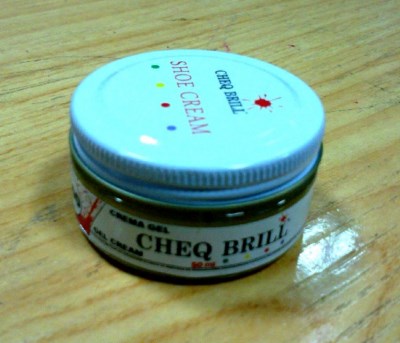 CHEQ BRILL
SHOE CREAM
CREMA GEL
GEL CREAM
CHEQ BRILL